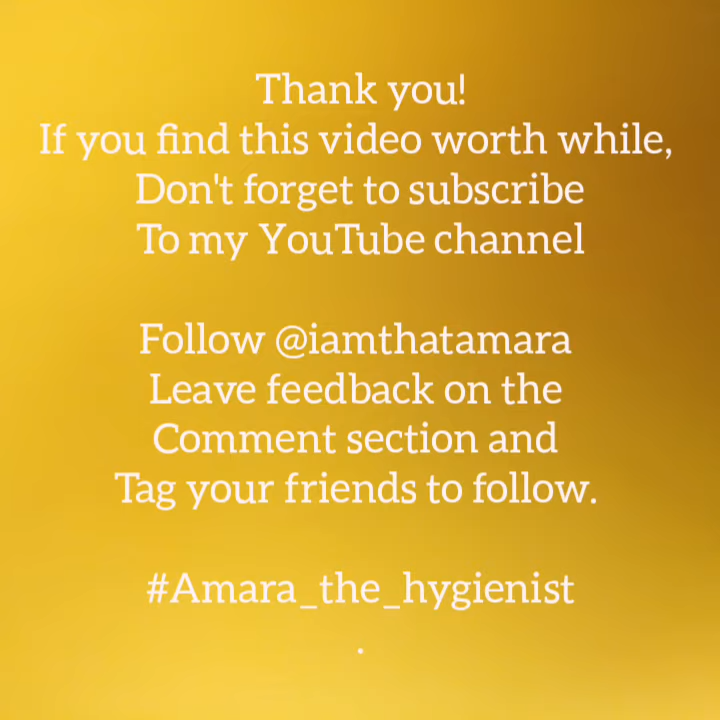 Thank you!
If you find this video worth while,
Don't forget to subscribe
To my YouTube channel
Follow @iamthatamara
Leave feedback on the
Comment section and
Tag your friends to follow.
#Amara_the_hygienist
.